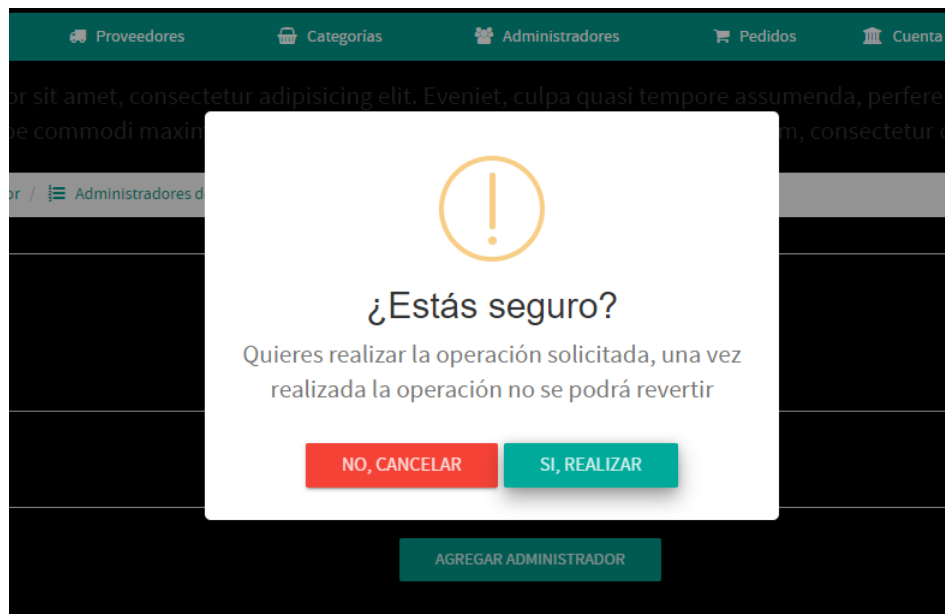 Proveedores Categorías Administradores Pedidos Cuenta
or sit amet, consectetur adipisicing elit. Eveniet, culpa quasi tempore assumenda, perfere
pe commodi maxim m, consectetur
or / Administradores d
¿Estás seguro?
Quieres realizar la operación solicitada, una vez
realizada la operación no se podrá revertir
NO, CANCELAR SI, REALIZAR
AGREGAR ADMINISTRADOR